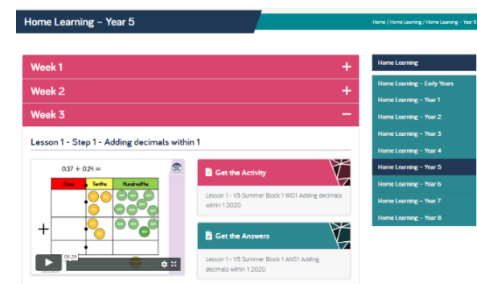 Home Learning – Year 5
Home / Home Learning / Home Learning – Year 5
Week 1
Week 2
Week 3
Lesson 1 - Step 1 - Adding decimals within 1
0.37 + 0.24 =
Ones Tenths Hundredths
+
06:29
Get the Activity
Lesson 1 - Y5 Summer Block 1 WO1 Adding decimals
within 1 2020
Get the Answers
Lesson 1 - Y5 Summer Block 1 ANS1 Adding
decimals within 1 2020
Home Learning
Home Learning – Early Years
Home Learning – Year 1
Home Learning – Year 2
Home Learning – Year 3
Home Learning – Year 4
Home Learning – Year 5
Home Learning – Year 6
Home Learning – Year 7
Home Learning – Year 8